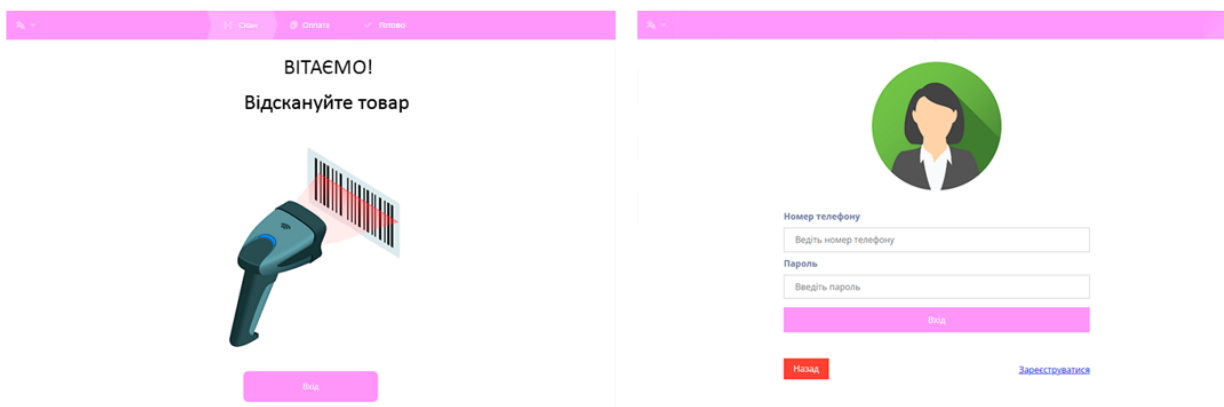 Скан Оплата Готово
ВІТАЄМО!
Відскануйте товар
Вхід
Номер телефону
Ведіть номер телефону
Пароль
Введіть пароль
Вхід
Назад Зареєструватися